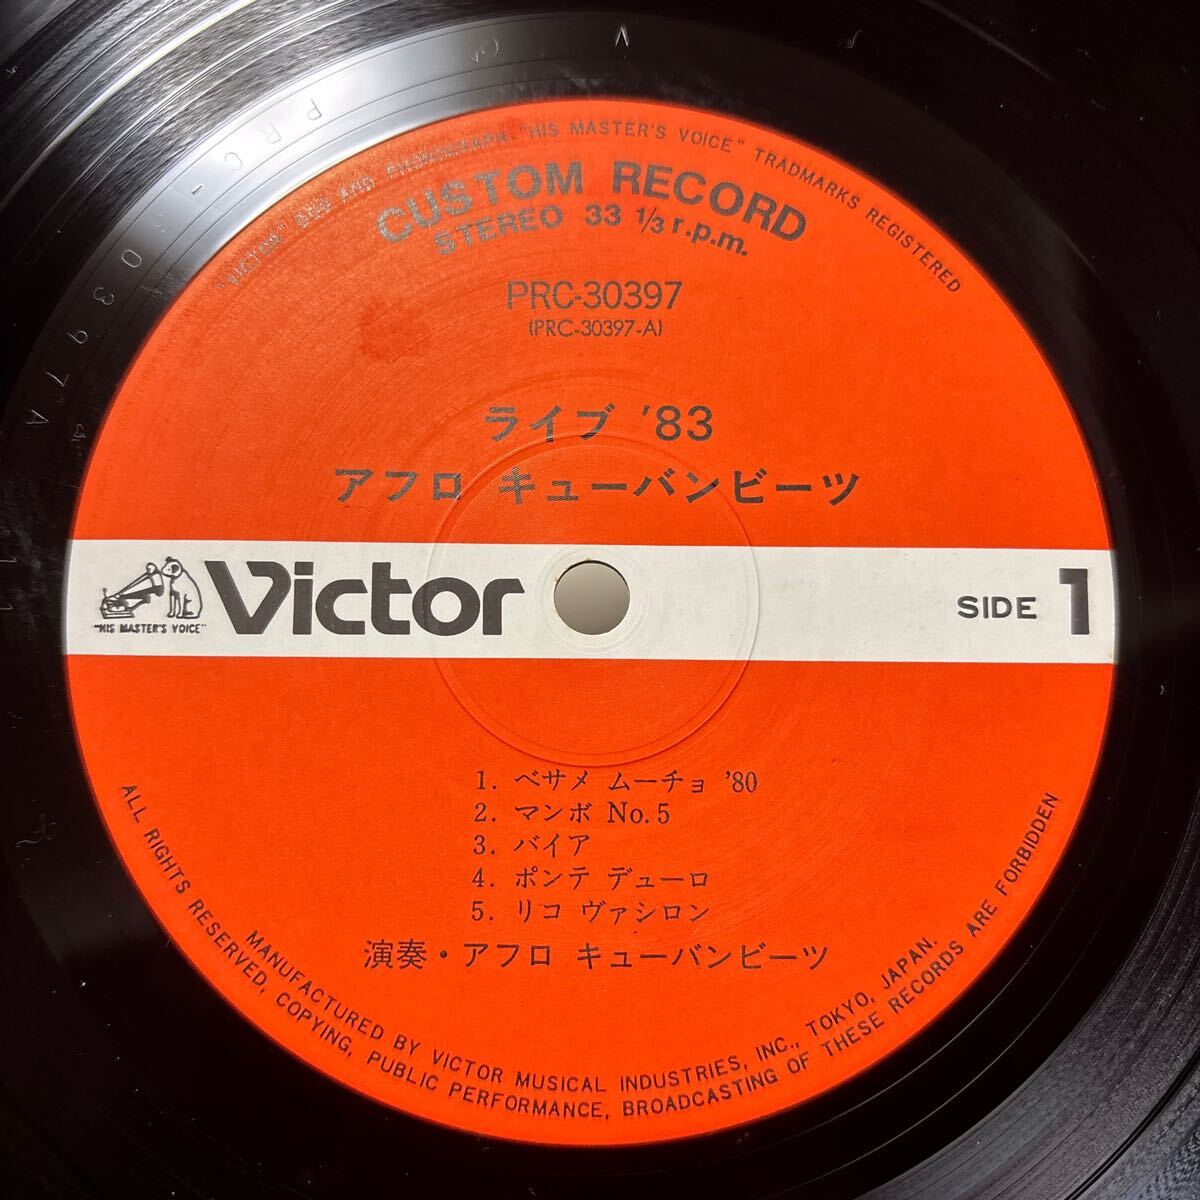 "VICTOR" DOG AND PHONOGRAPH "HIS MASTER'S VOICE" TRADMARKS REGISTERED
CUSTOM RECORD
STEREO 33 1/3 r.p.m.
PRC-30397
(PRC-30397-A)
ライブ '83
アフロ キューバンビーツ
"HIS MASTER'S VOICE"
Victor
SIDE 1
1. ベサメ ムーチョ '80
2. マンボ No.5
3. バイア
4. ポンテ デューロ
5. リコ ヴァシロン
演奏・アフロ キューバンビーツ
MANUFACTURED BY VICTOR MUSICAL INDUSTRIES, INC., TOKYO, JAPAN.
ALL RIGHTS RESERVED, COPYING, PUBLIC PERFORMANCE, BROADCASTING OF THESE RECORDS ARE FORBIDDEN
PRC-30397A